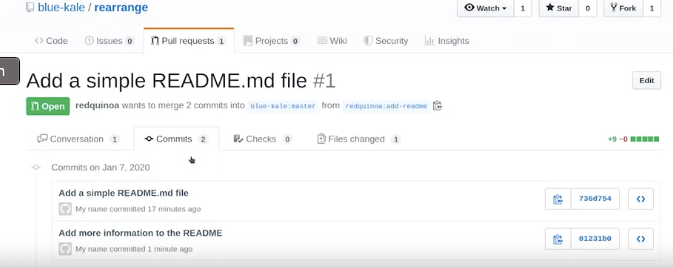 blue-kale / rearrange
Watch 1 Star 0 Fork 1
Code Issues 0 Pull requests 1 Projects 0 Wiki Security Insights
n
Add a simple README.md file #1 Edit
Open redquinoa wants to merge 2 commits into blue-kale:master from redquinoa:add-readme
Conversation 1 Commits 2 Checks 0 Files changed 1 +9 −0
Commits on Jan 7, 2020
Add a simple README.md file
736d754
My name committed 17 minutes ago
Add more information to the README
01231b0
My name committed 1 minute ago